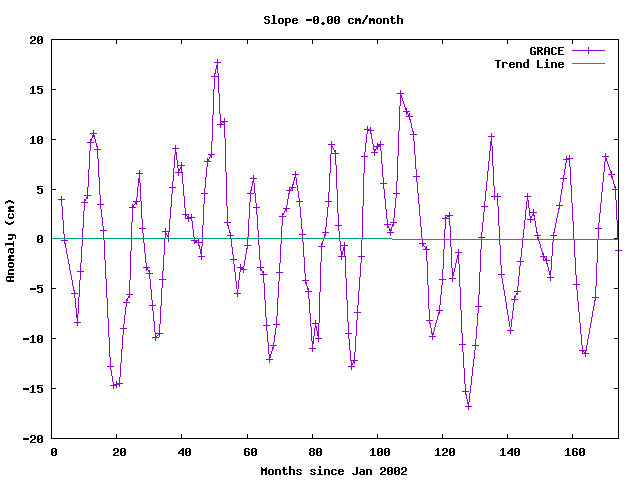 Slope -0.00 cm/month
GRACE
Trend Line
20
15
10
5
0
-5
-10
-15
-20
Anomaly (cm)
0 20 40 60 80 100 120 140 160
Months since Jan 2002